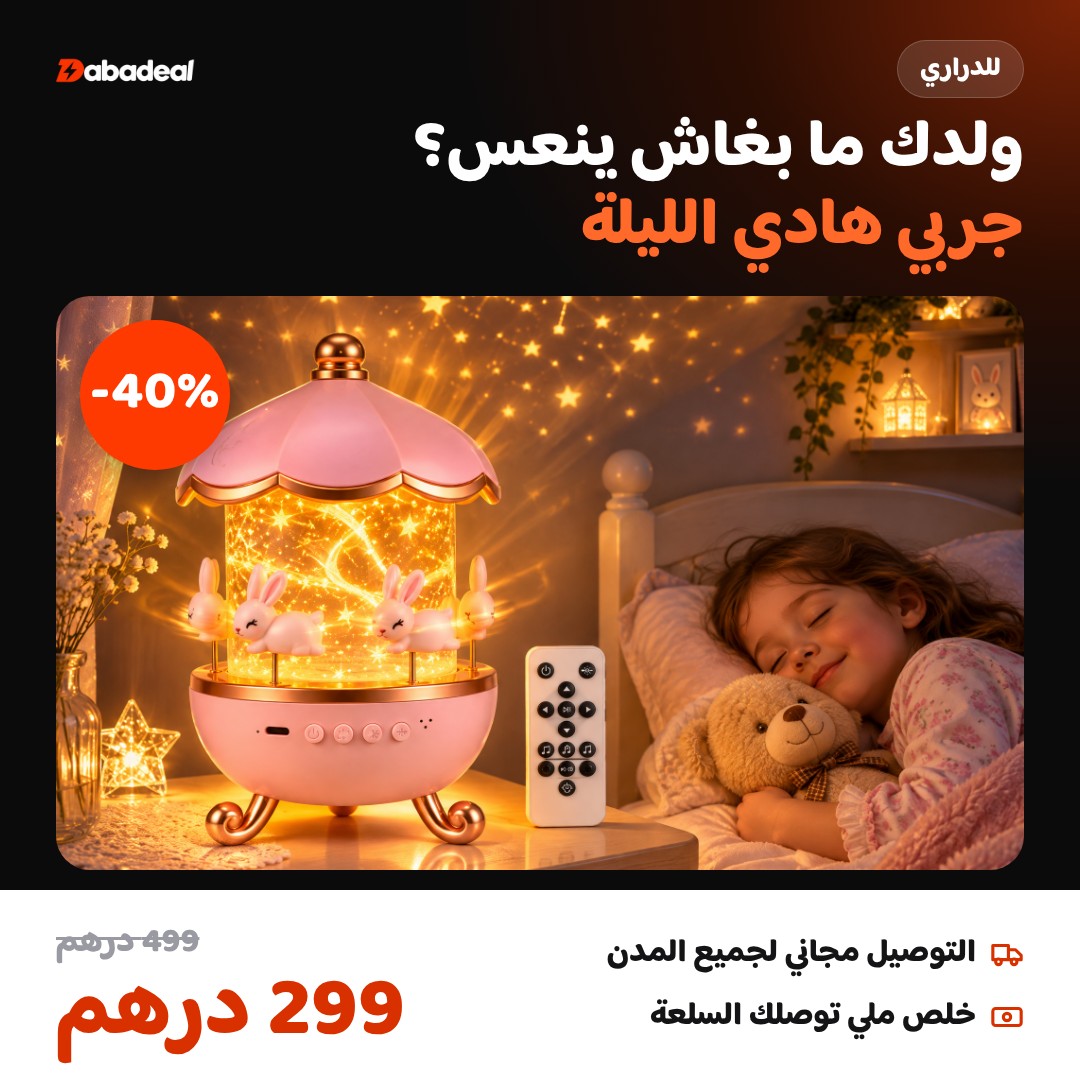 Dabadeal
للدراري
ولدك ما بغاش ينعس؟
جربي هادي الليلة
-40%
التوصيل مجاني لجميع المدن
خلص ملي توصلك السلعة
499 درهم
299 درهم